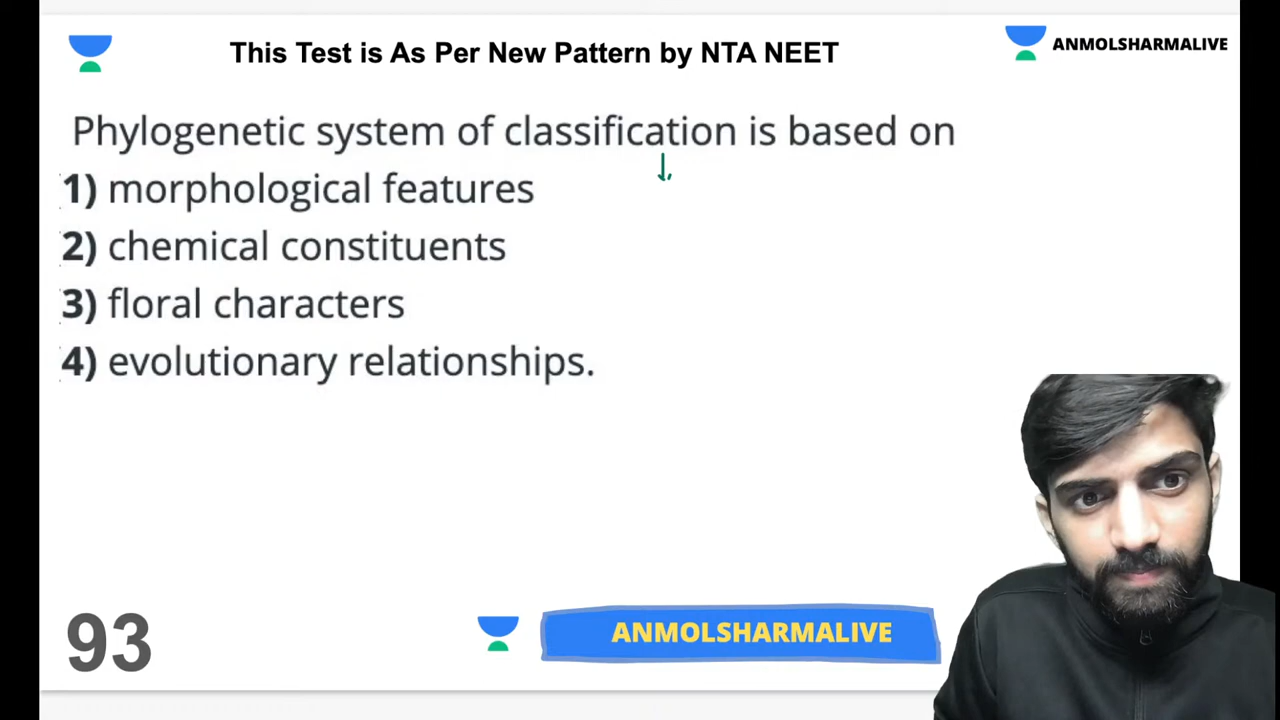 This Test is As Per New Pattern by NTA NEET
ANMOLSHARMALIVE
Phylogenetic system of classification is based on
1) morphological features
2) chemical constituents
3) floral characters
4) evolutionary relationships.
93
ANMOLSHARMALIVE